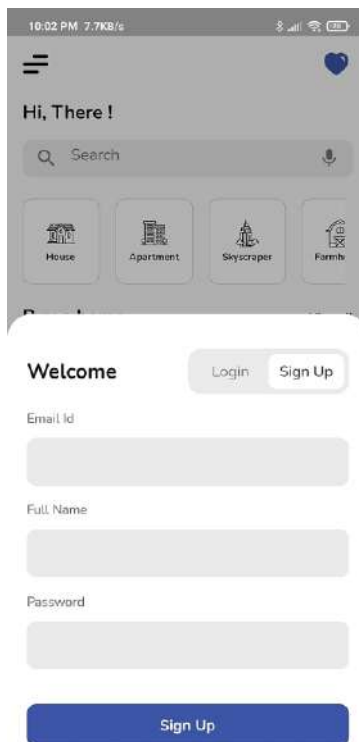 10:02 PM 7.7KB/s
Hi, There !
Search
House Apartment Skyscraper Farmh
Welcome Login Sign Up
Email Id
Full Name
Password
Sign Up